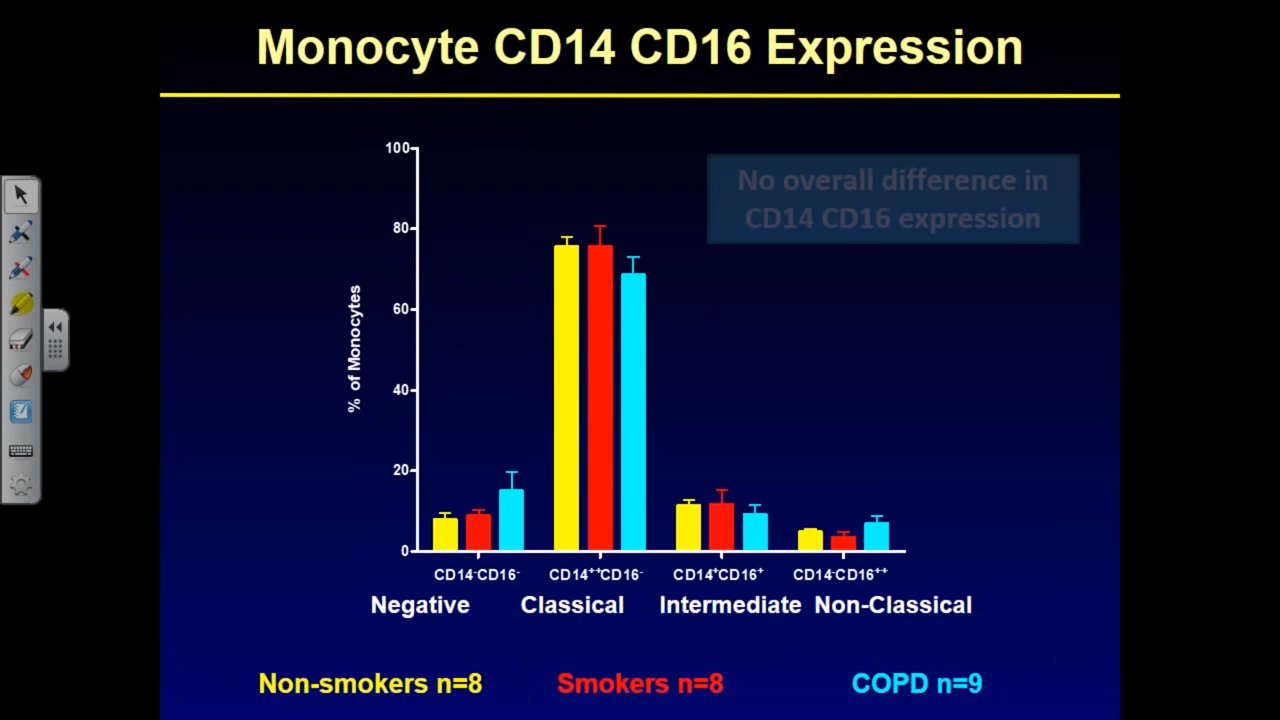 Monocyte CD14 CD16 Expression
No overall difference in
CD14 CD16 expression
100
80
60
40
20
0
% of Monocytes
CD14⁻CD16⁻ CD14⁺⁺CD16⁻ CD14⁺CD16⁺ CD14⁻CD16⁺⁺
Negative Classical Intermediate Non-Classical
Non-smokers n=8 Smokers n=8 COPD n=9